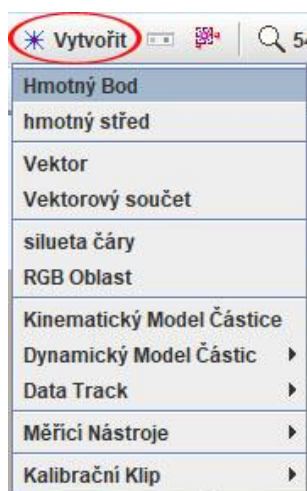 Vytvořit 54
Hmotný Bod
hmotný střed
Vektor
Vektorový součet
silueta čáry
RGB Oblast
Kinematický Model Částice
Dynamický Model Částic
Data Track
Měřicí Nástroje
Kalibrační Klip